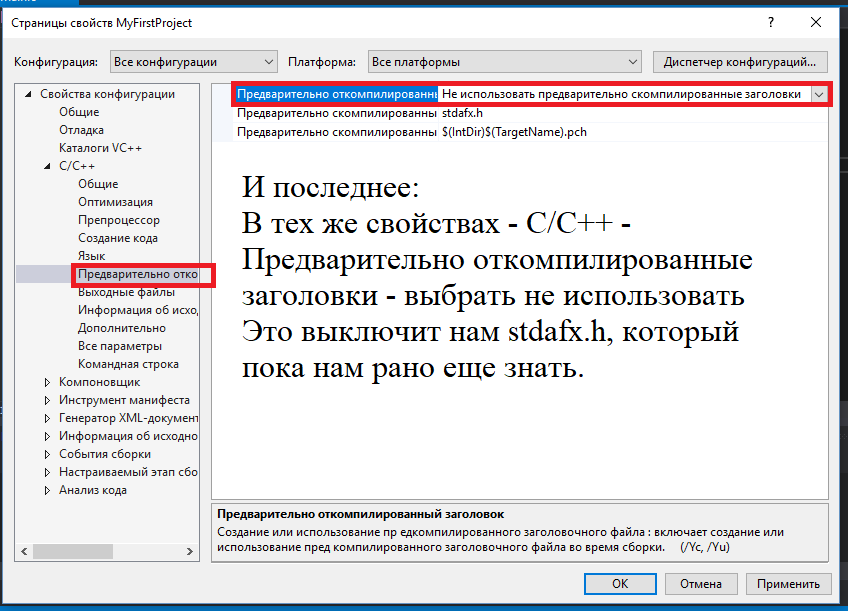 Страницы свойств MyFirstProject
?
Конфигурация: Все конфигурации Платформа: Все платформы Диспетчер конфигураций...
Свойства конфигурации
Общие
Отладка
Каталоги VC++
C/C++
Общие
Оптимизация
Препроцессор
Создание кода
Язык
Предварительно отко
Выходные файлы
Информация об исхо
Дополнительно
Все параметры
Командная строка
Компоновщик
Инструмент манифеста
Генератор XML-документ
Информация об исходно
События сборки
Настраиваемый этап сбо
Анализ кода
Предварительно откомпилированн Не использовать предварительно скомпилированные заголовки
Предварительно скомпилированны stdafx.h
Предварительно скомпилированны $(IntDir)$(TargetName).pch
И последнее:
В тех же свойствах - C/C++ -
Предварительно откомпилированные
заголовки - выбрать не использовать
Это выключит нам stdafx.h, который
пока нам рано еще знать.
Предварительно откомпилированный заголовок
Создание или использование пр едкомпилированного заголовочного файла : включает создание или
использование пред компилированного заголовочного файла во время сборки. (/Yc, /Yu)
ОК Отмена Применить